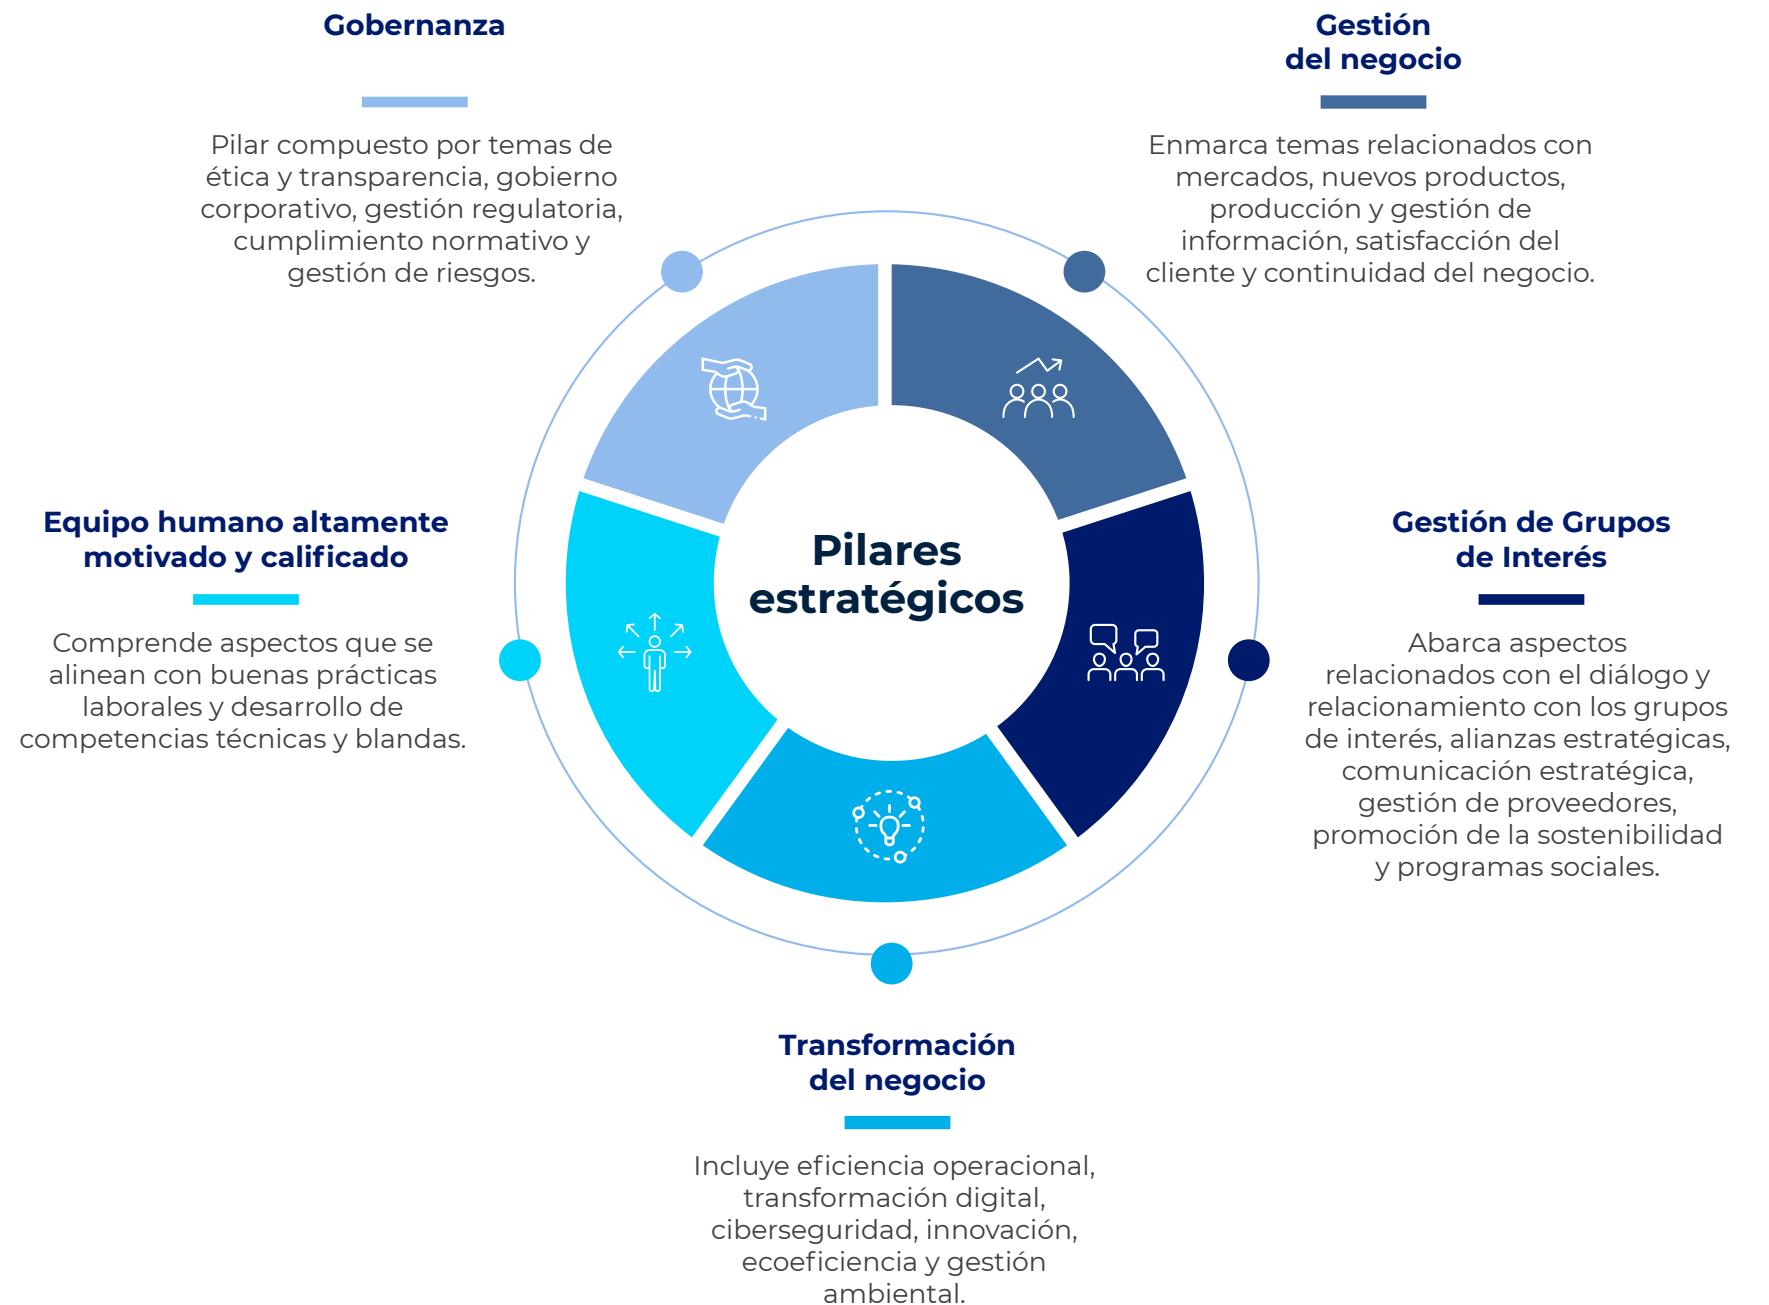 Gobernanza
Pilar compuesto por temas de
ética y transparencia, gobierno
corporativo, gestión regulatoria,
cumplimiento normativo y
gestión de riesgos.
Gestión
del negocio
Enmarca temas relacionados con
mercados, nuevos productos,
producción y gestión de
información, satisfacción del
cliente y continuidad del negocio.
Equipo humano altamente
motivado y calificado
Comprende aspectos que se
alinean con buenas prácticas
laborales y desarrollo de
competencias técnicas y blandas.
Pilares
estratégicos
Gestión de Grupos
de Interés
Abarca aspectos
relacionados con el diálogo y
relacionamiento con los grupos
de interés, alianzas estratégicas,
comunicación estratégica,
gestión de proveedores,
promoción de la sostenibilidad
y programas sociales.
Transformación
del negocio
Incluye eficiencia operacional,
transformación digital,
ciberseguridad, innovación,
ecoeficiencia y gestión
ambiental.